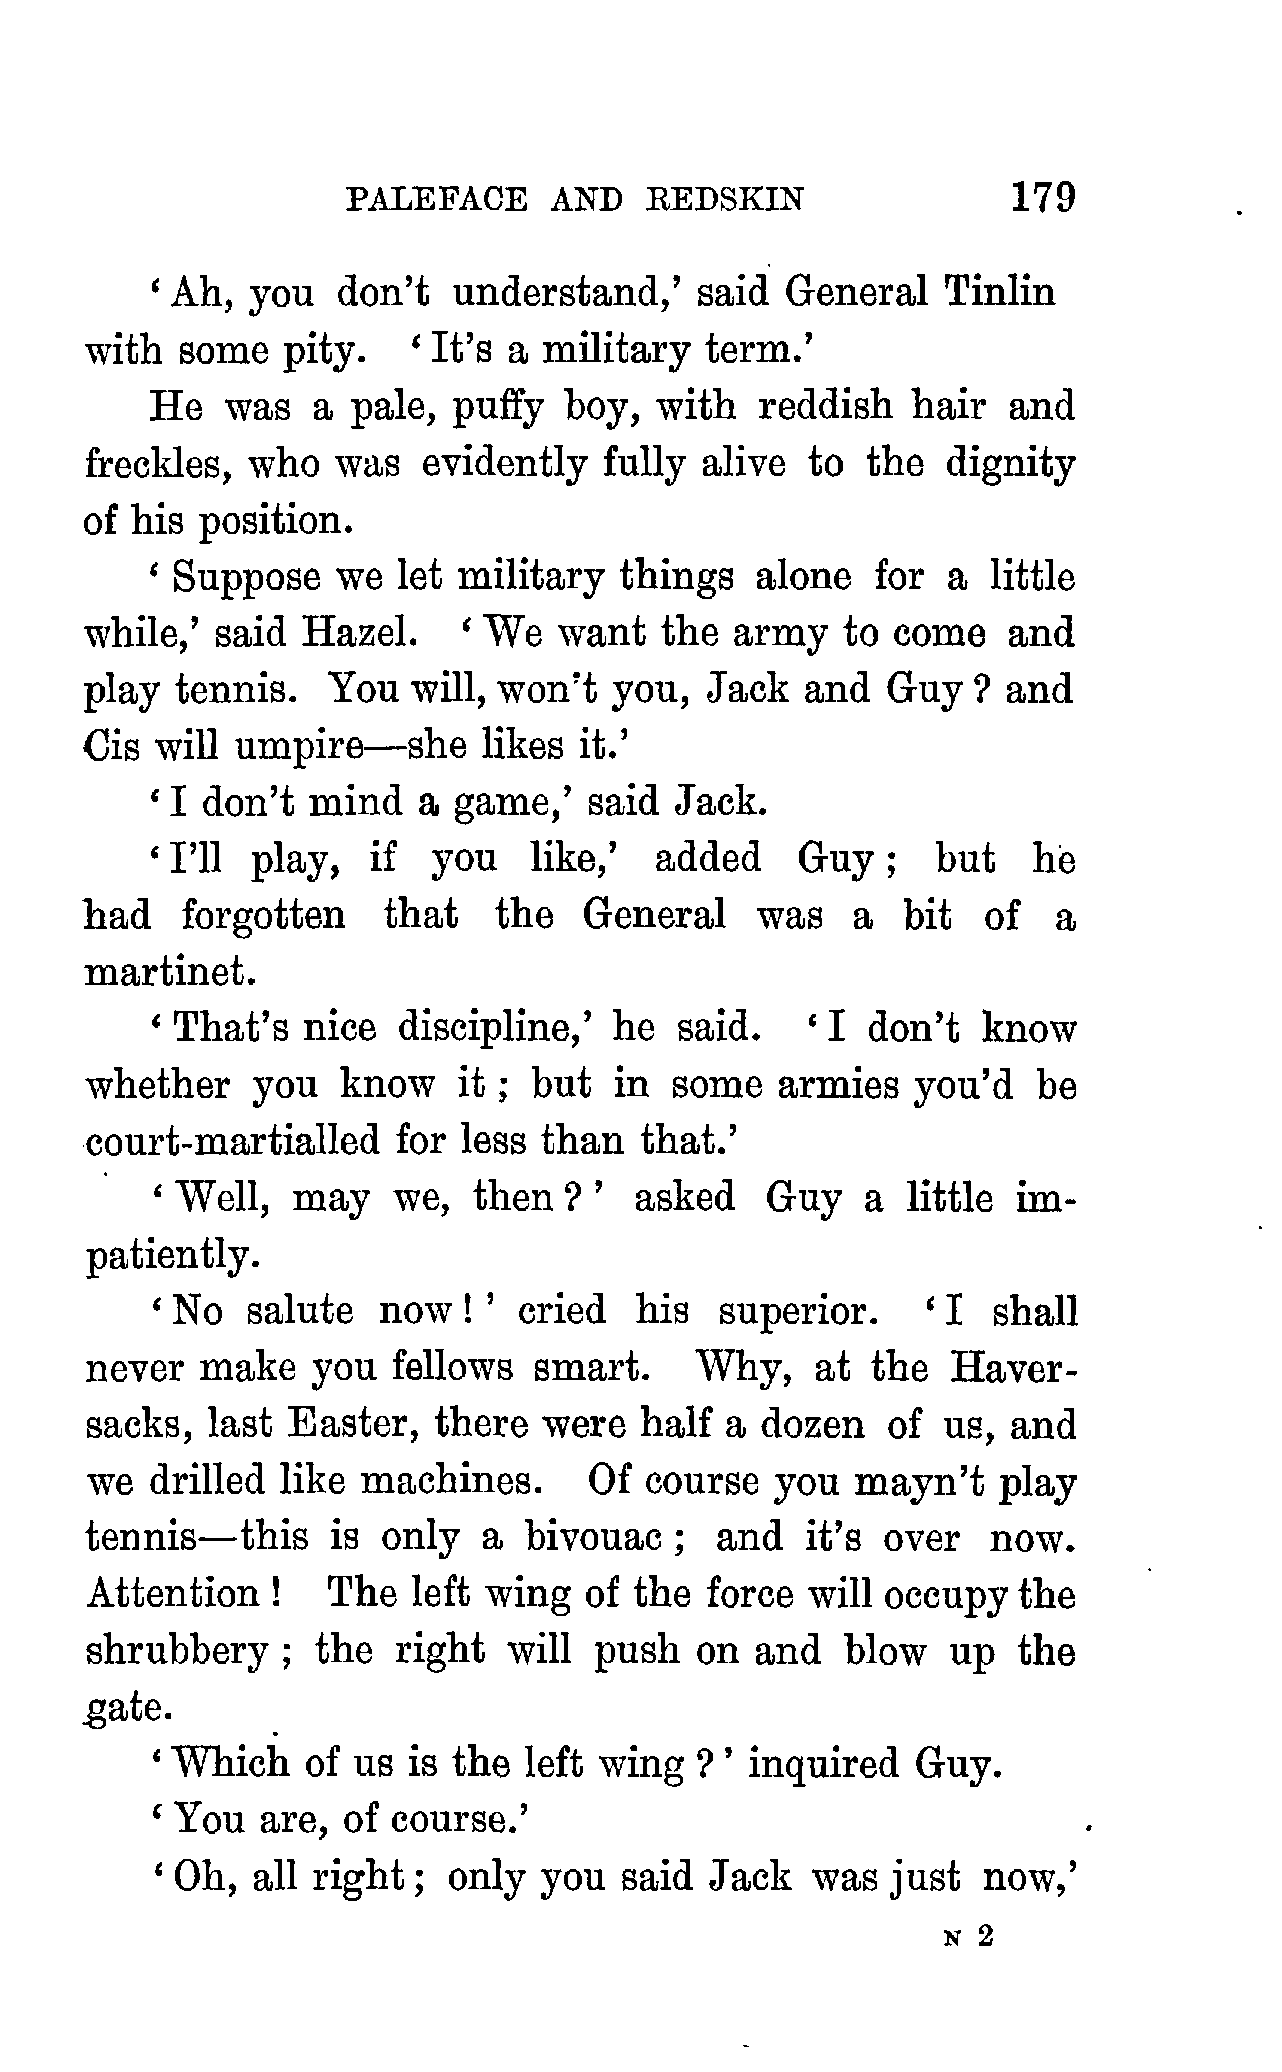 PALEFACE AND REDSKIN 179
‘Ah, you don’t understand,’ said General Tinlin
with some pity. ‘It’s a military term.’
He was a pale, puffy boy, with reddish hair and
freckles, who was evidently fully alive to the dignity
of his position.
‘Suppose we let military things alone for a little
while,’ said Hazel. ‘We want the army to come and
play tennis. You will, won’t you, Jack and Guy? and
Cis will umpire—she likes it.’
‘I don’t mind a game,’ said Jack.
‘I’ll play, if you like,’ added Guy; but he
had forgotten that the General was a bit of a
martinet.
‘That’s nice discipline,’ he said. ‘I don’t know
whether you know it; but in some armies you’d be
court-martialled for less than that.’
‘Well, may we, then?’ asked Guy a little im-
patiently.
‘No salute now!’ cried his superior. ‘I shall
never make you fellows smart. Why, at the Haver-
sacks, last Easter, there were half a dozen of us, and
we drilled like machines. Of course you mayn’t play
tennis—this is only a bivouac; and it’s over now.
Attention! The left wing of the force will occupy the
shrubbery; the right will push on and blow up the
gate.
‘Which of us is the left wing?’ inquired Guy.
‘You are, of course.’
‘Oh, all right; only you said Jack was just now,’
N 2